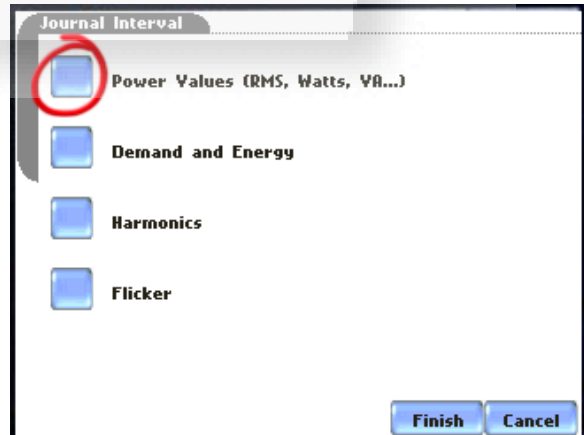 Journal Interval
Power Values (RMS, Watts, VA...)
Demand and Energy
Harmonics
Flicker
Finish Cancel